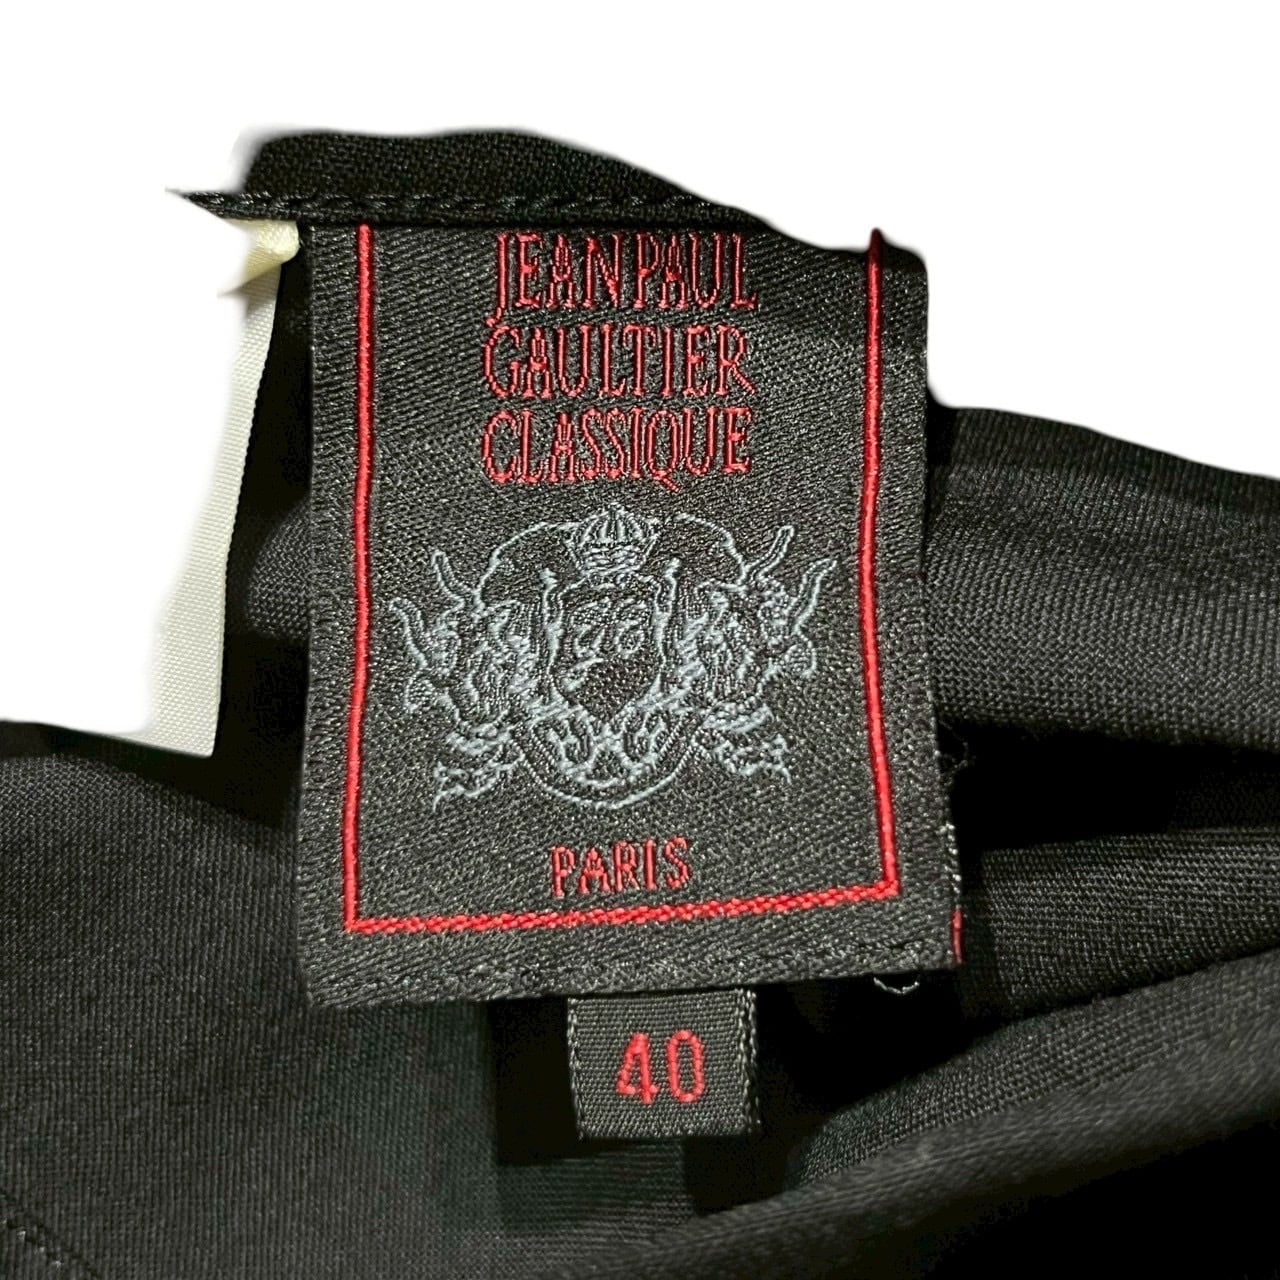 JEAN PAUL
GAULTIER
CLASSIQUE
PARIS
40